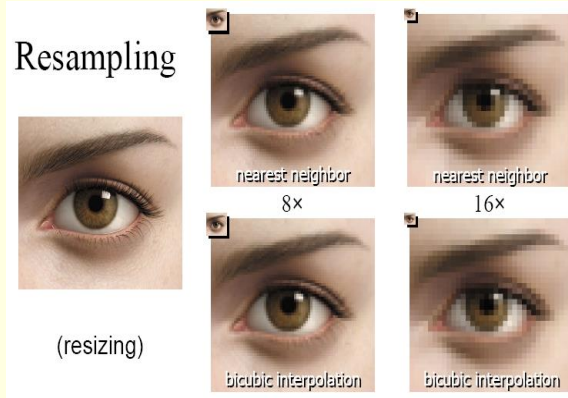 Resampling
(resizing)
nearest neighbor
8×
bicubic interpolation
nearest neighbor
16×
bicubic interpolation